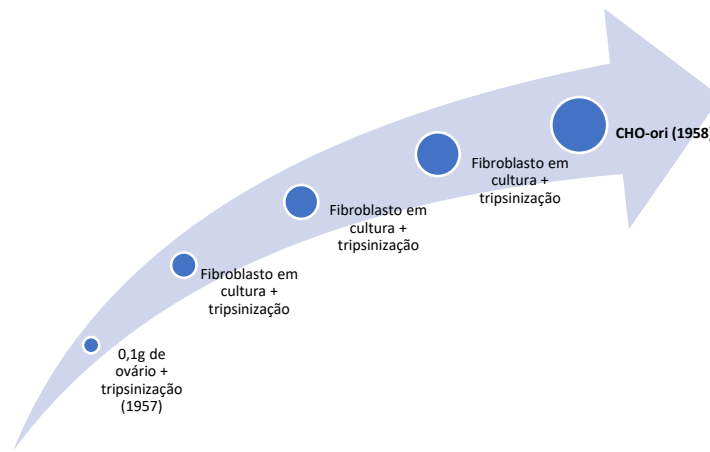 0,1g de
ovário +
tripsinização
(1957)
Fibroblasto em
cultura +
tripsinização
Fibroblasto em
cultura +
tripsinização
Fibroblasto em
cultura +
tripsinização
CHO-ori (1958)